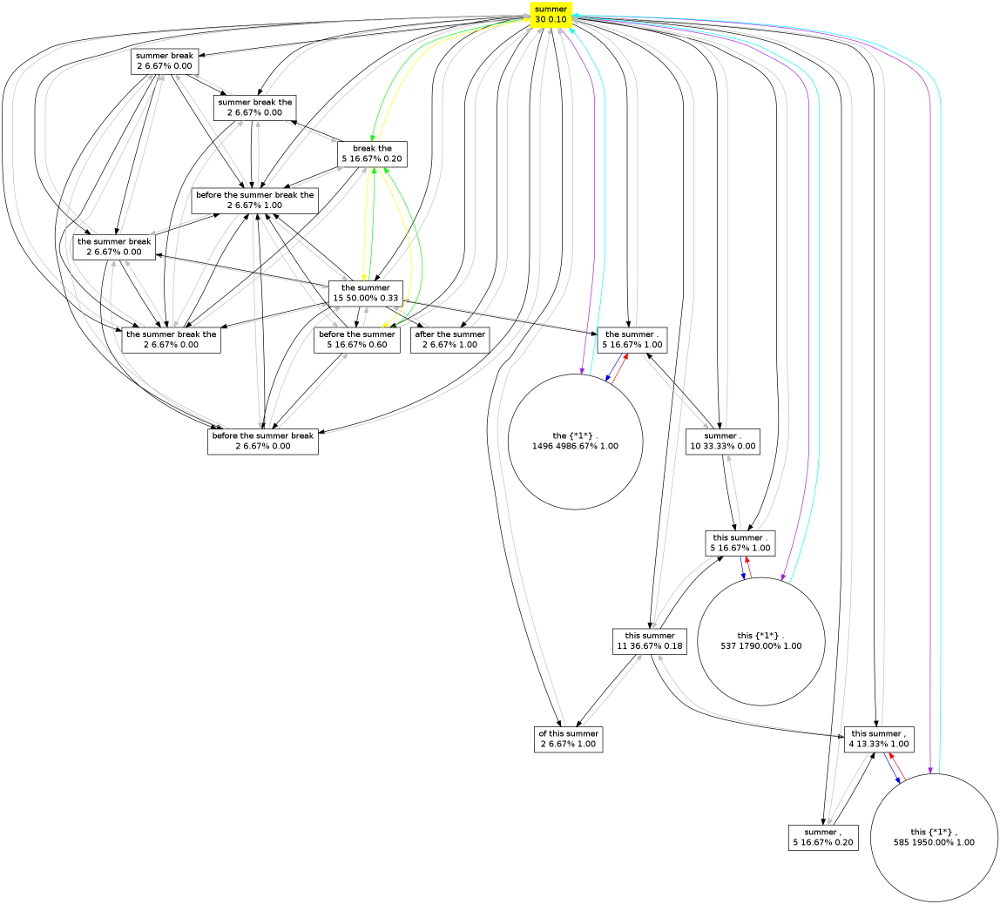 summer
30 0.10
summer break
2 6.67% 0.00
summer break the
2 6.67% 0.00
break the
5 16.67% 0.20
before the summer break the
2 6.67% 1.00
the summer break
2 6.67% 0.00
the summer
15 50.00% 0.33
the summer break the
2 6.67% 0.00
before the summer
5 16.67% 0.60
after the summer
2 6.67% 1.00
the summer .
5 16.67% 1.00
before the summer break
2 6.67% 0.00
the {*1*} .
1496 4986.67% 1.00
summer .
10 33.33% 0.00
this summer .
5 16.67% 1.00
this summer
11 36.67% 0.18
this {*1*} .
537 1790.00% 1.00
of this summer
2 6.67% 1.00
this summer ,
4 13.33% 1.00
summer ,
5 16.67% 0.20
this {*1*} ,
585 1950.00% 1.00